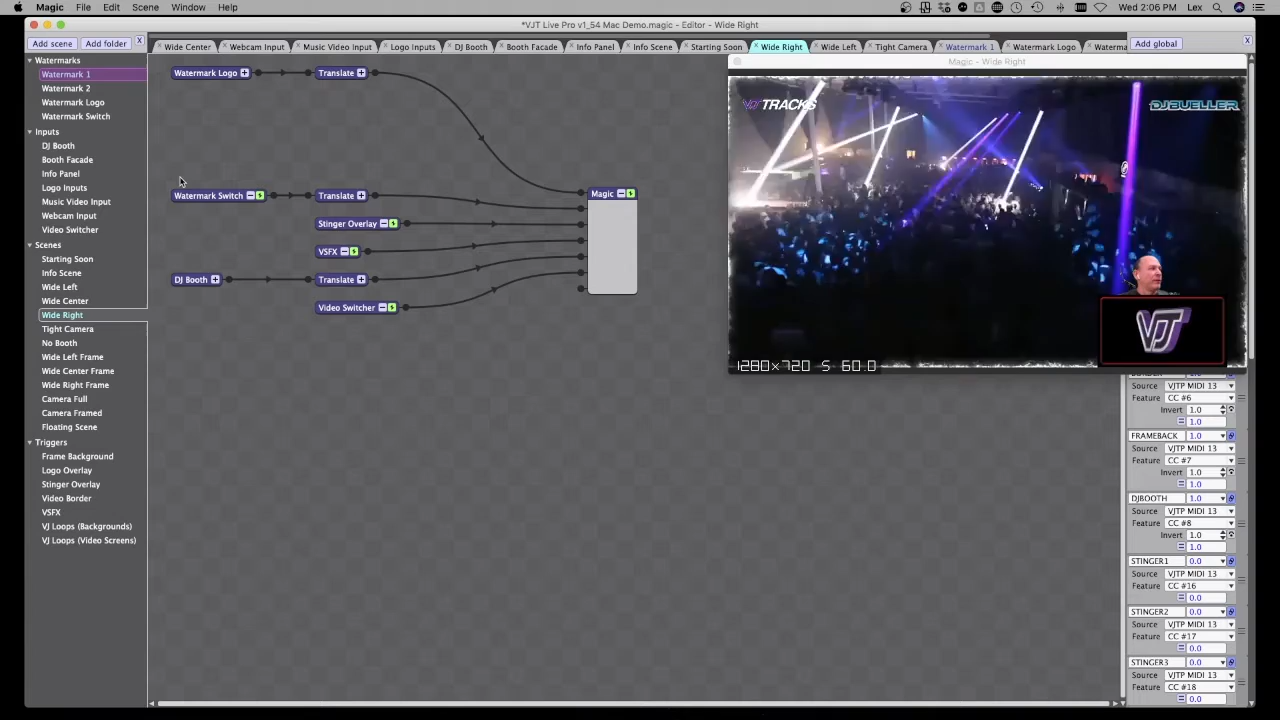 Magic File Edit Scene Window Help
Wed 2:06 PM Lex
*VJT Live Pro v1_54 Mac Demo.magic - Editor - Wide Right
Add scene Add folder X
Wide Center Webcam Input Music Video Input Logo Inputs DJ Booth Booth Facade Info Panel Info Scene Starting Soon Wide Right Wide Left Tight Camera Watermark 1 Watermark Logo Waterma
Add global X
Watermarks
Watermark 1
Watermark 2
Watermark Logo
Watermark Switch
Inputs
DJ Booth
Booth Facade
Info Panel
Logo Inputs
Music Video Input
Webcam Input
Video Switcher
Scenes
Starting Soon
Info Scene
Wide Left
Wide Center
Wide Right
Tight Camera
No Booth
Wide Left Frame
Wide Center Frame
Wide Right Frame
Camera Full
Camera Framed
Floating Scene
Triggers
Frame Background
Logo Overlay
Stinger Overlay
Video Border
VSFX
VJ Loops (Backgrounds)
VJ Loops (Video Screens)
Watermark Logo
Translate
Watermark Switch
Translate
Stinger Overlay
VSFX
DJ Booth
Translate
Video Switcher
Magic
Magic - Wide Right
VJTRACKS
DJBUELLER
VJ
1280x720 S 60.0
Source VJTP MIDI 13
Feature CC #6
Invert 1.0
= 1.0
FRAMEBACK 1.0
Source VJTP MIDI 13
Feature CC #7
Invert 1.0
= 1.0
DJBOOTH 1.0
Source VJTP MIDI 13
Feature CC #8
Invert 1.0
= 1.0
STINGER1 0.0
Source VJTP MIDI 13
Feature CC #16
= 0.0
STINGER2 0.0
Source VJTP MIDI 13
Feature CC #17
= 0.0
STINGER3 0.0
Source VJTP MIDI 13
Feature CC #18
= 0.0